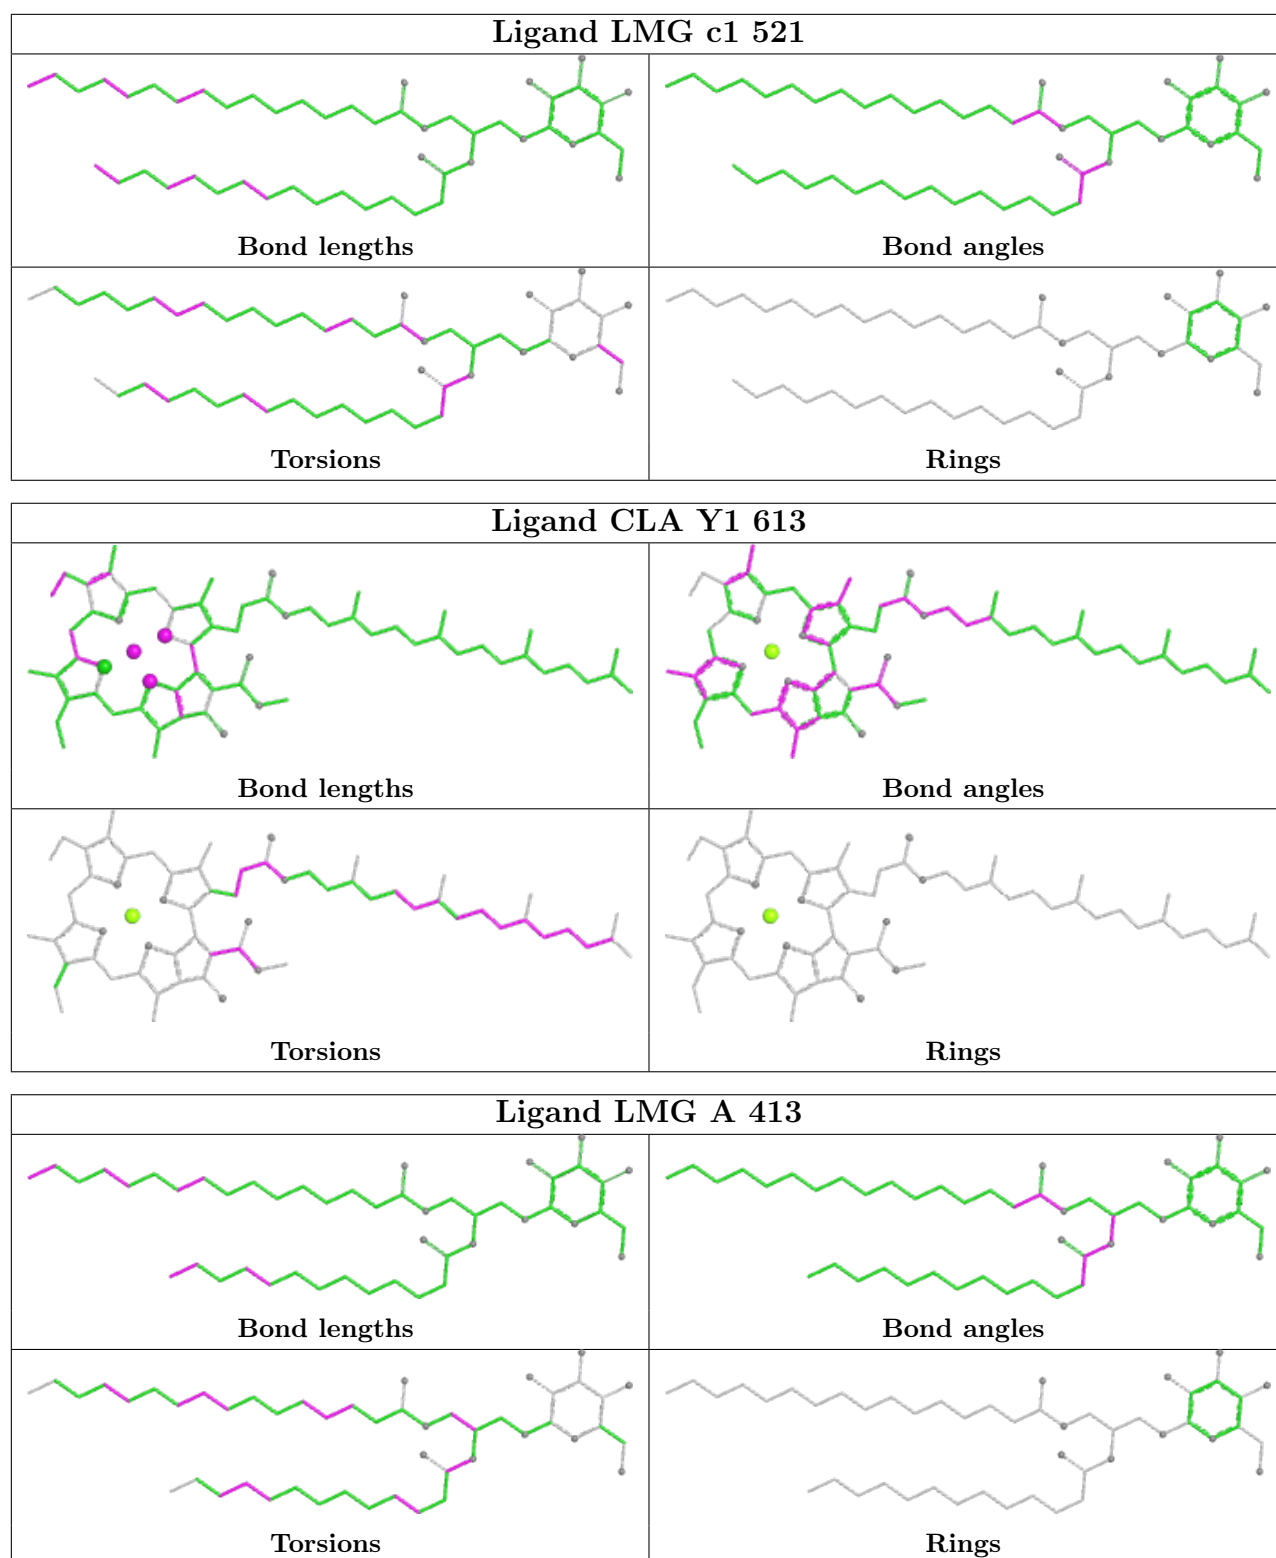 Ligand LMG c1 521
Bond lengths
Bond angles
Torsions
Rings
Ligand CLA Y1 613
Bond lengths
Bond angles
Torsions
Rings
Ligand LMG A 413
Bond lengths
Bond angles
Torsions
Rings